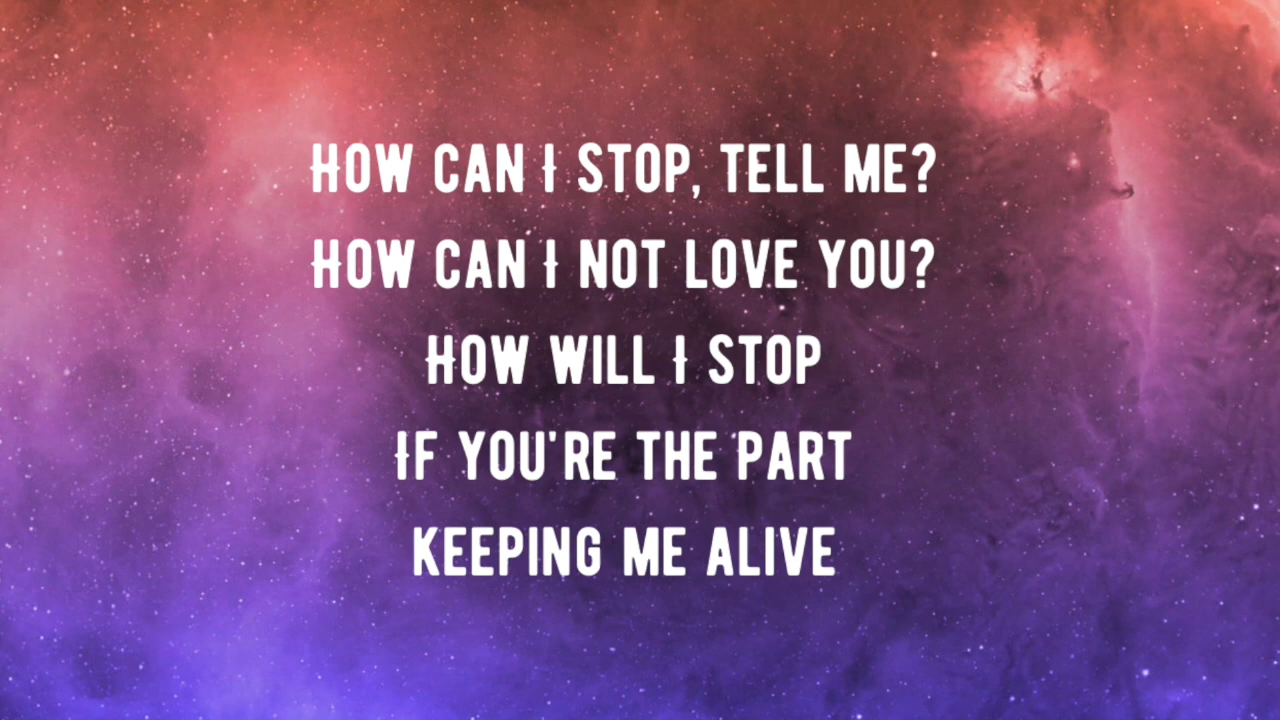 How can I stop, tell me?
How can I not love you?
How will I stop
If you're the part
keeping me alive